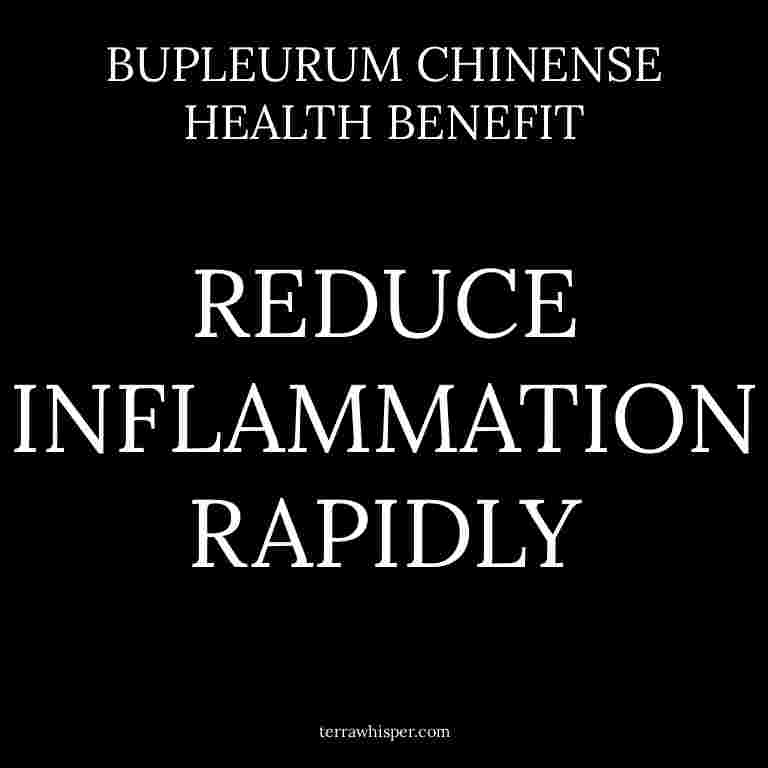 BUPLEURUM CHINENSE
HEALTH BENEFIT
REDUCE
INFLAMMATION
RAPIDLY
terrawhisper.com